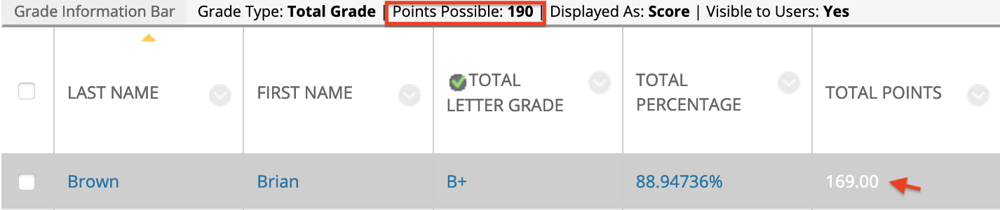 Grade Information Bar Grade Type: Total Grade | Points Possible: 190 | Displayed As: Score | Visible to Users: Yes
LAST NAME
FIRST NAME
TOTAL
LETTER GRADE
TOTAL
PERCENTAGE
TOTAL POINTS
Brown Brian B+ 88.94736% 169.00